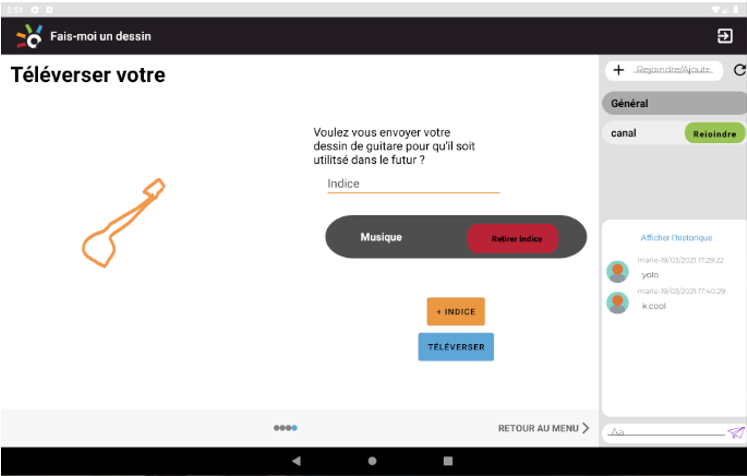 5:51
Fais-moi un dessin
Téléverser votre
Voulez vous envoyer votre
dessin de guitare pour qu'il soit
utilitsé dans le futur ?
Indice
Musique
Retirer indice
+ INDICE
TÉLÉVERSER
RETOUR AU MENU
+ Rejoindre/Ajoute
Général
canal
Rejoindre
Afficher l'historique
marie-19/03/2021 17:29:22
yolo
marie-19/03/2021 17:40:29
k cool
Aa